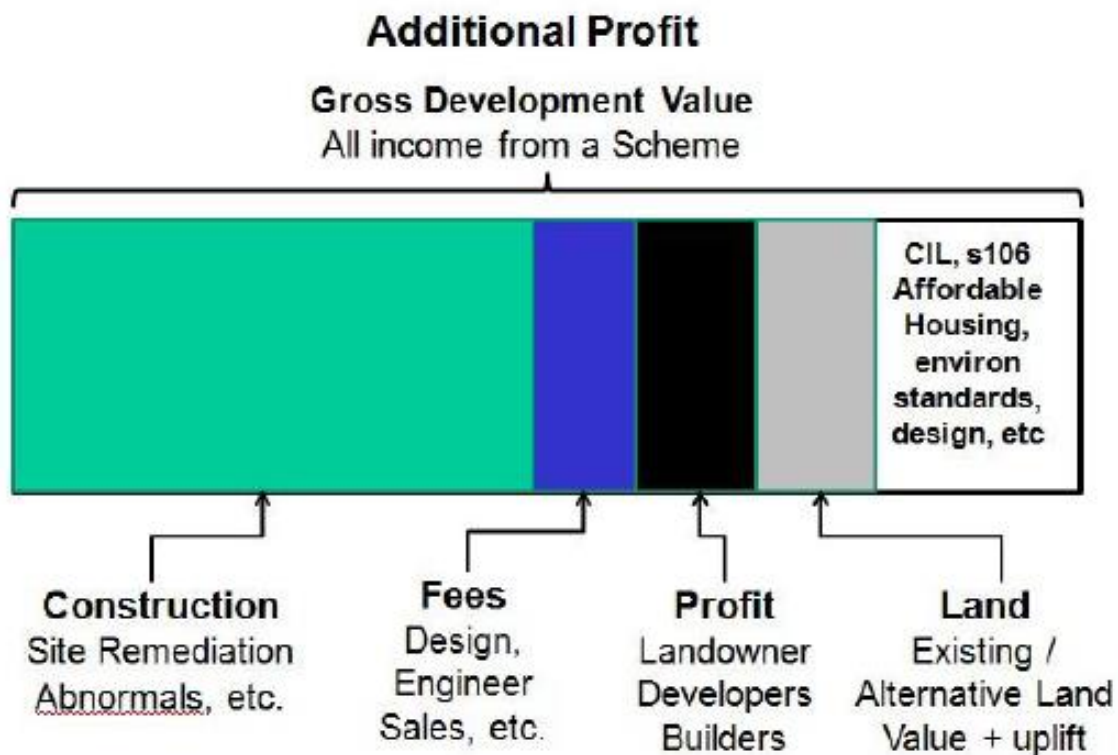 Additional Profit
Gross Development Value
All income from a Scheme
CIL, s106
Affordable
Housing,
environ
standards,
design, etc
Construction
Site Remediation
Abnormals, etc.
Fees
Design,
Engineer
Sales, etc.
Profit
Landowner
Developers
Builders
Land
Existing /
Alternative Land
Value + uplift